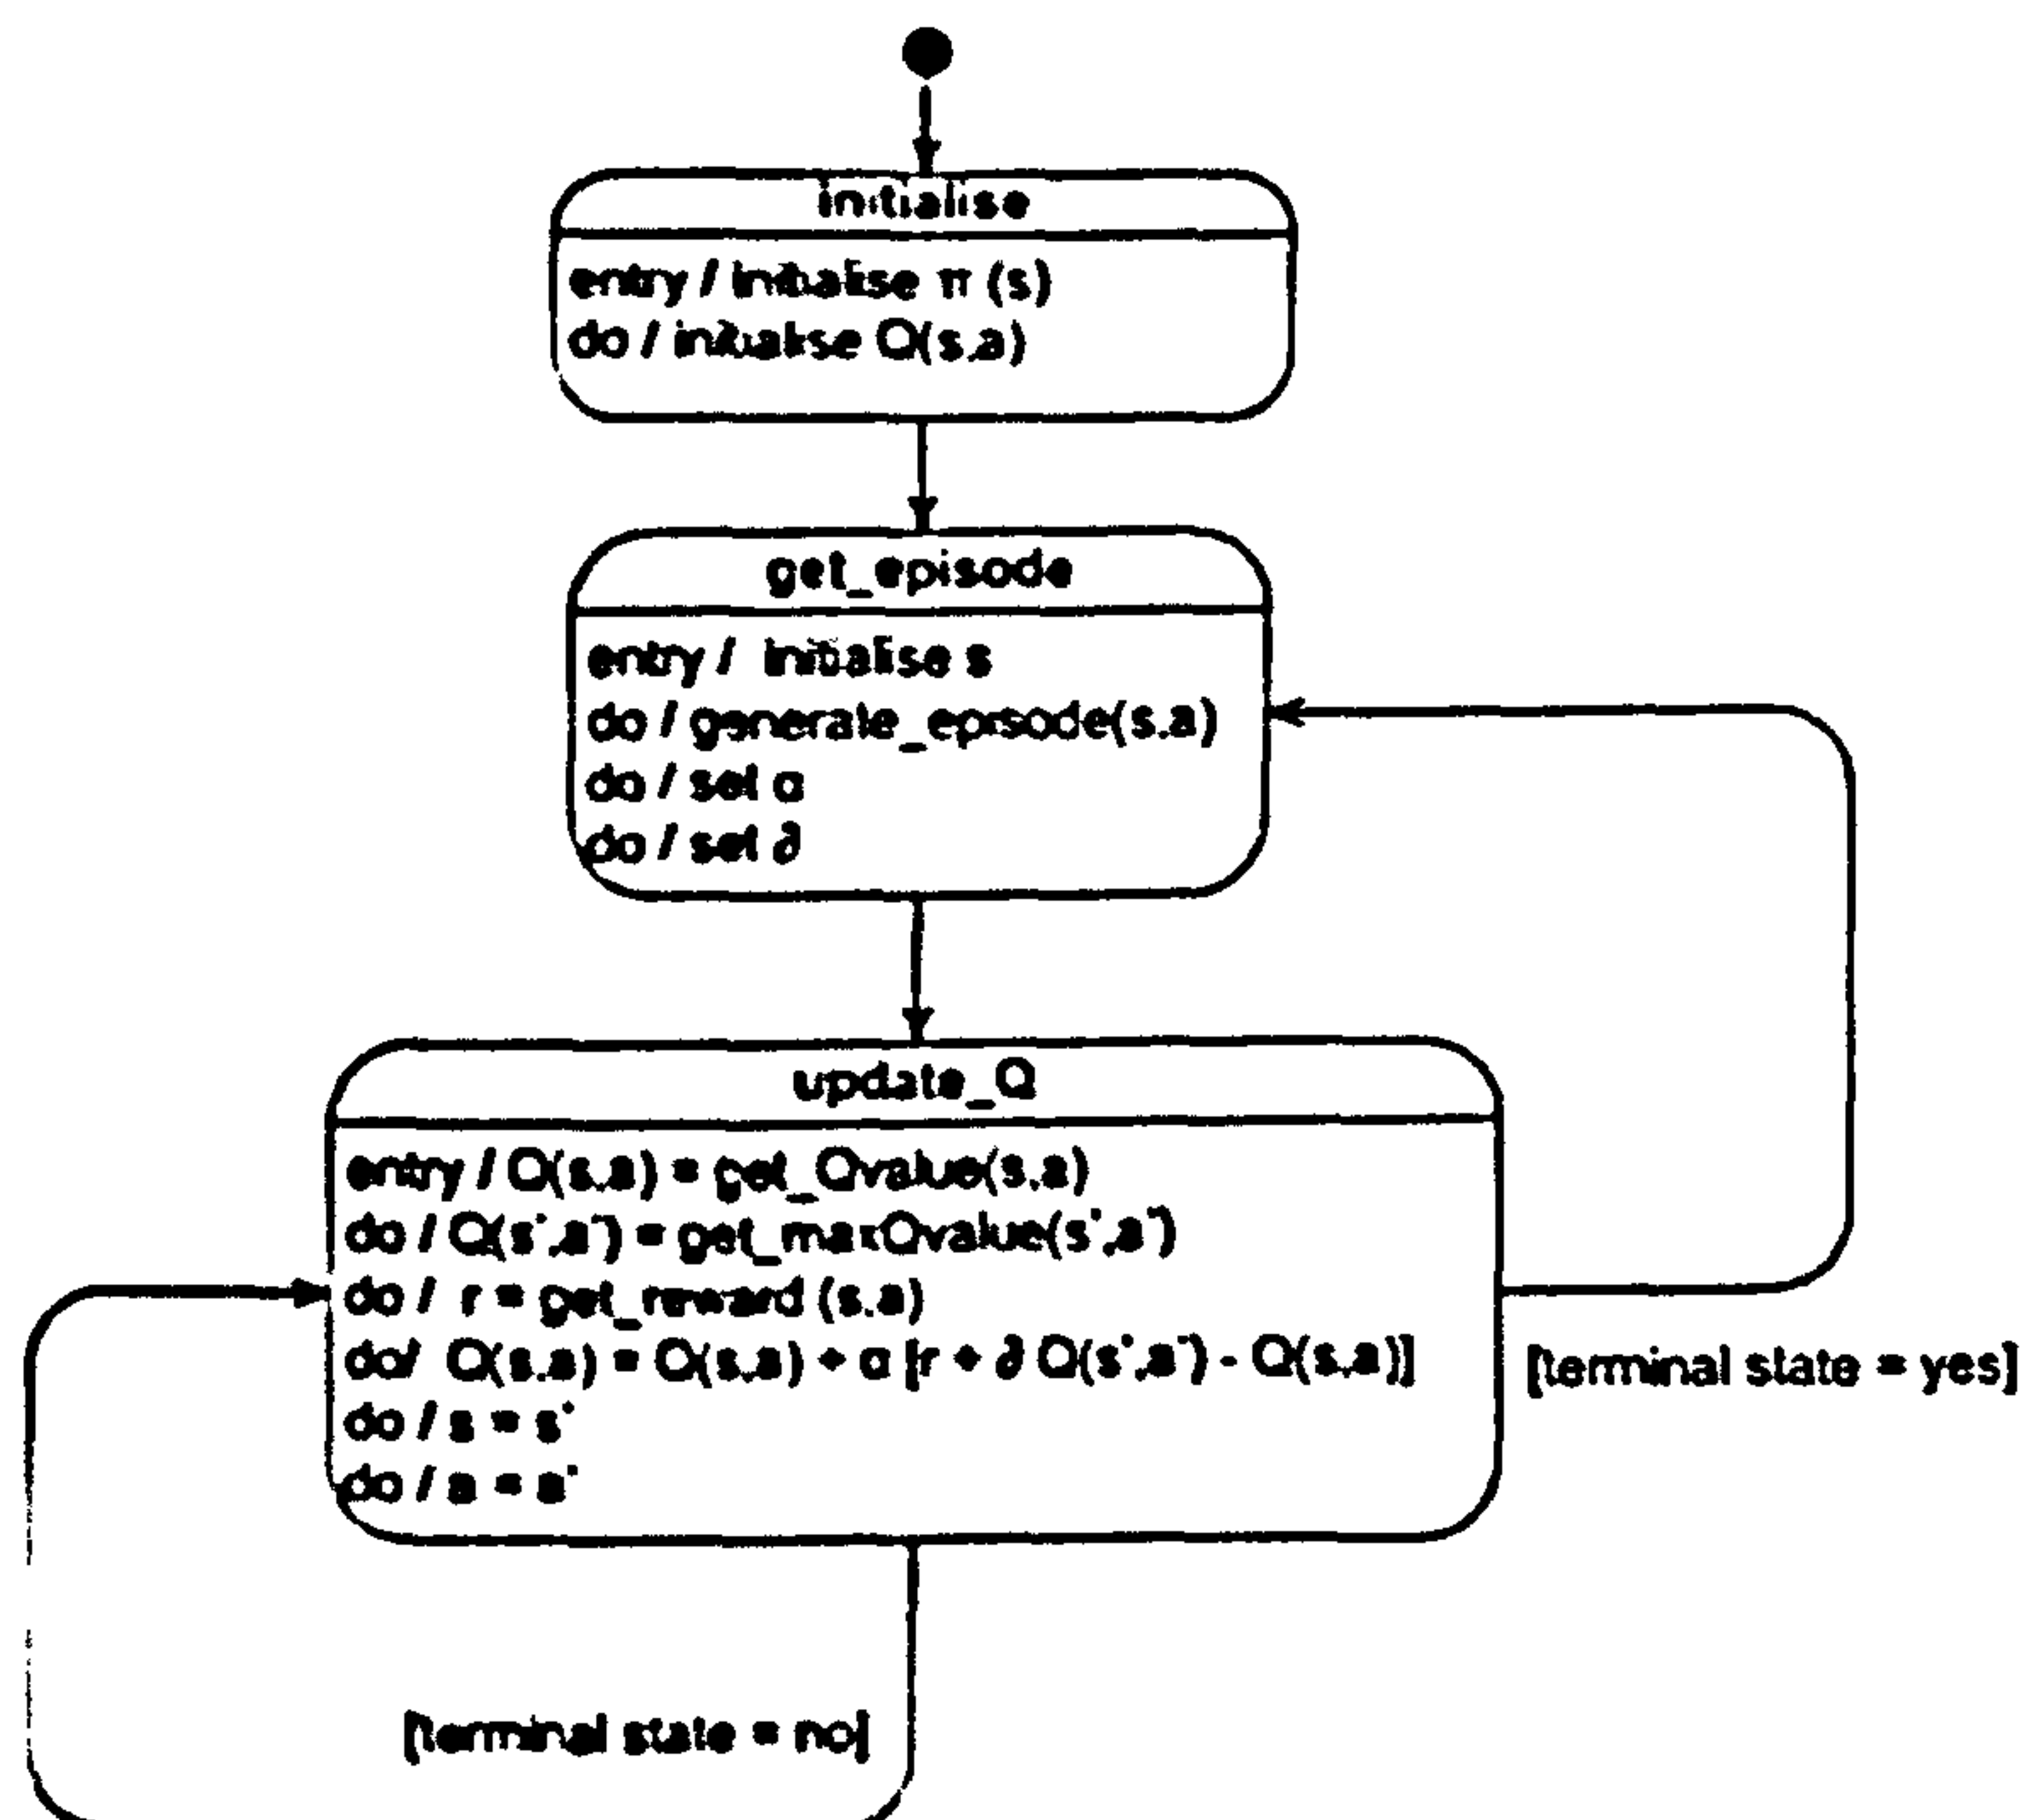 initialise
entry / initialise π (s)
do / initialise Q(s,a)
get_episode
entry / initialise s
do / generate_episode(s,a)
do / set α
do / set ∂
update_Q
entry / Q(s,a) = get_Qvalue(s,a)
do / Q(s',a') = get_maxQvalue(s',a')
do / r = get_reward (s,a)
do/ Q(s,a) = Q(s,a) + α [r + ∂ Q(s',a') - Q(s,a)]
[terminal state = yes]
do / s = s'
do / a = a'
[terminal state = no]